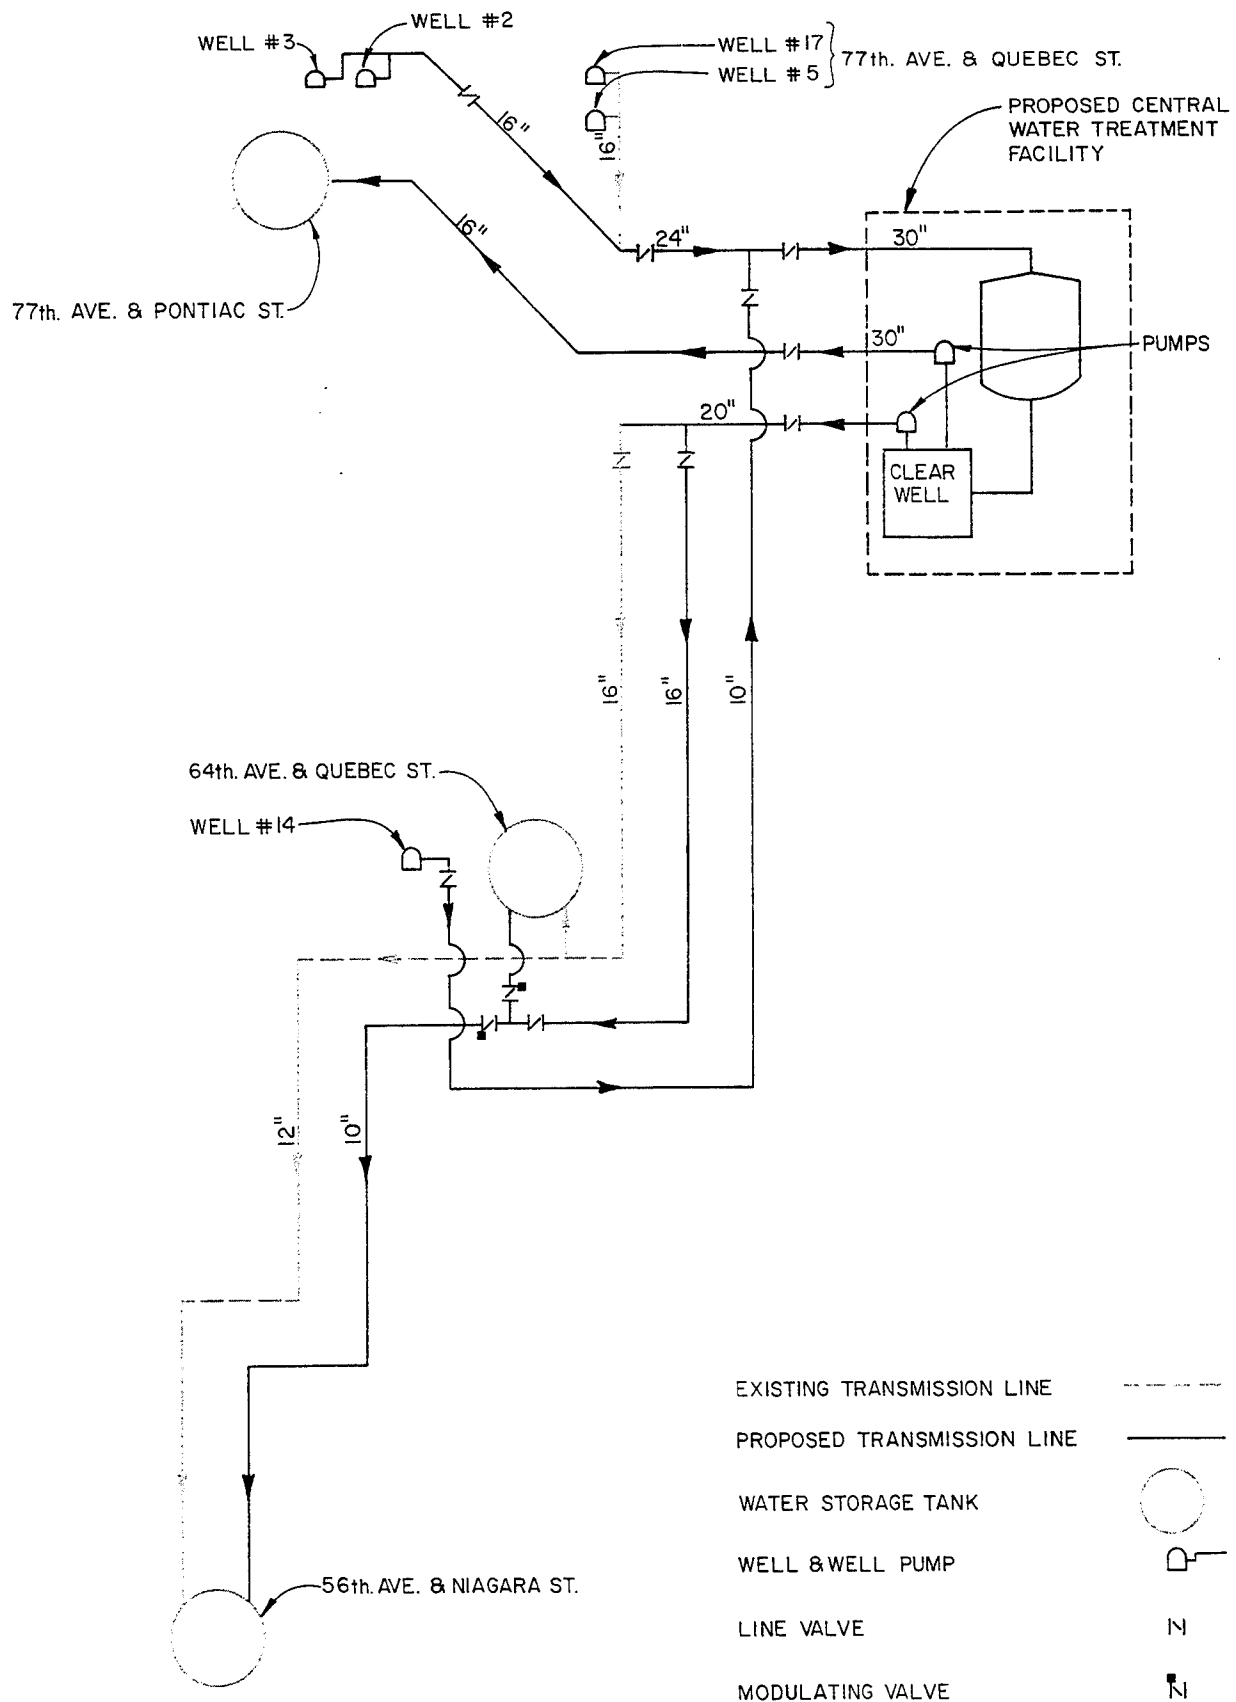 WELL #2
WELL #3
WELL #17
WELL #5
77th. AVE. & QUEBEC ST.
PROPOSED CENTRAL
WATER TREATMENT
FACILITY
16"
16"
16"
24"
30"
77th. AVE. & PONTIAC ST.
30"
PUMPS
20"
CLEAR
WELL
16"
16"
10"
64th. AVE. & QUEBEC ST.
WELL #14
12"
10"
EXISTING TRANSMISSION LINE
PROPOSED TRANSMISSION LINE
WATER STORAGE TANK
WELL & WELL PUMP
56th. AVE. & NIAGARA ST.
LINE VALVE
MODULATING VALVE